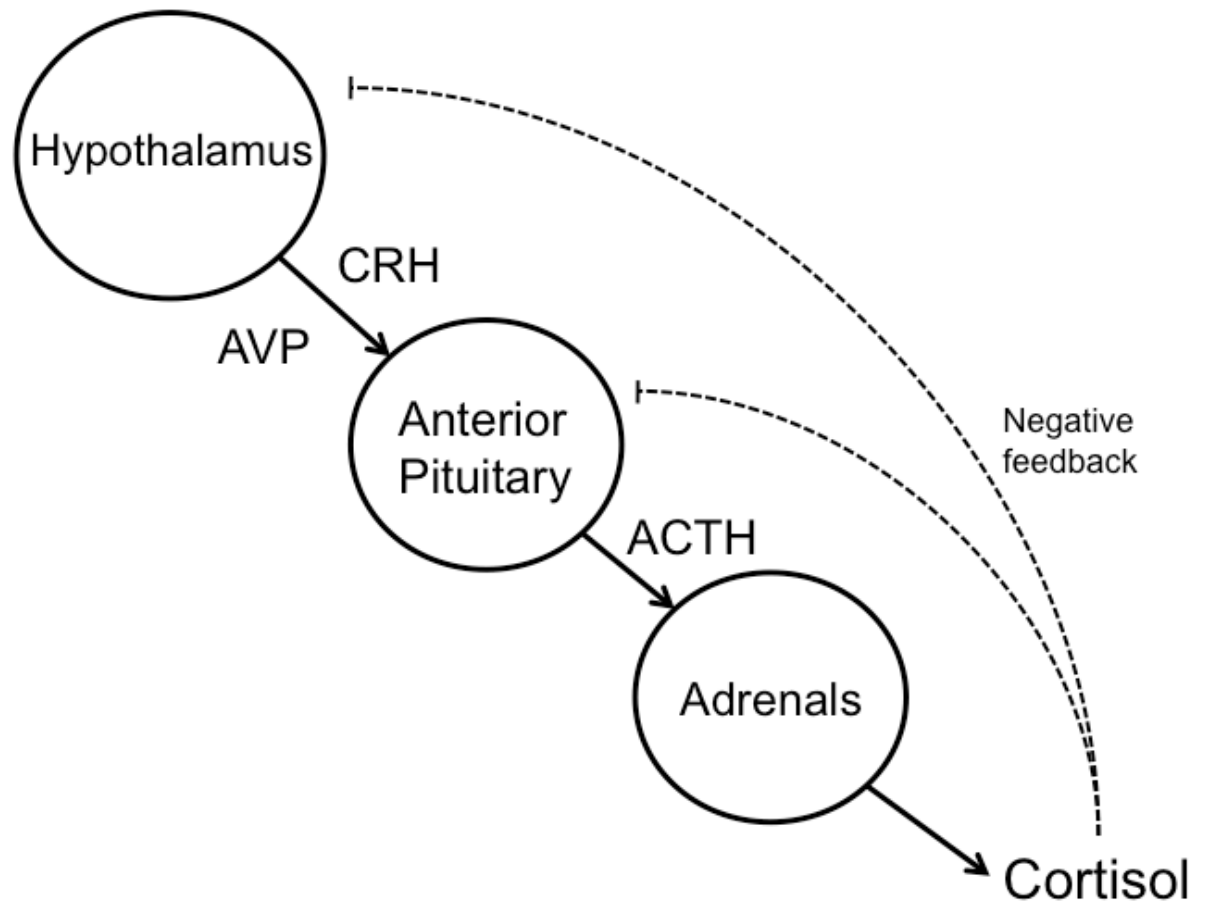 Hypothalamus
CRH
AVP
Anterior
Pituitary
Negative
feedback
ACTH
Adrenals
Cortisol